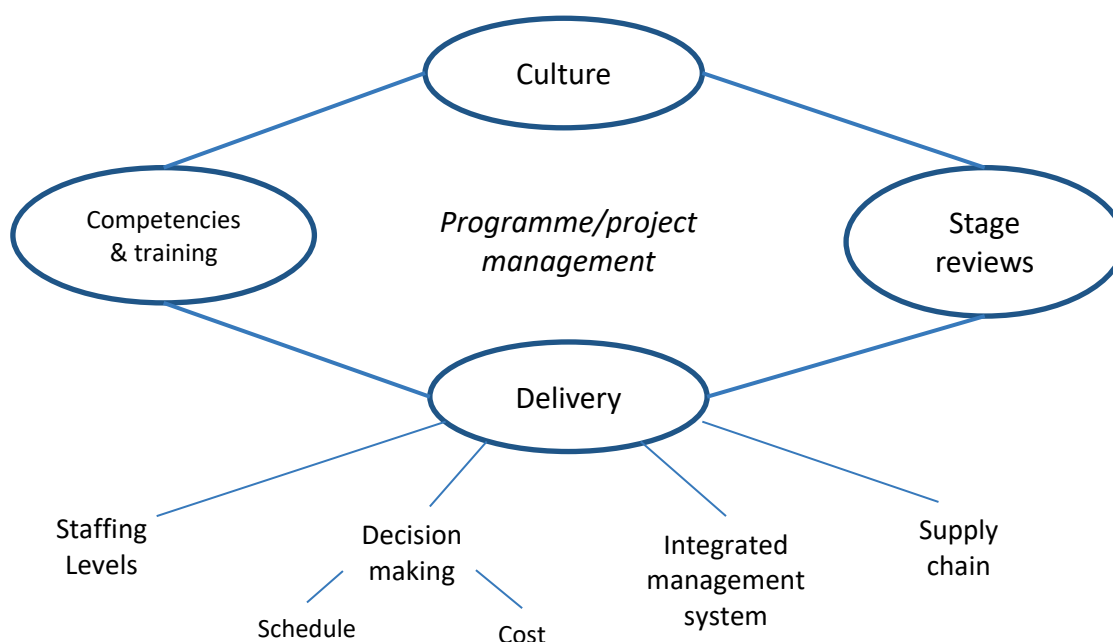 Culture
Competencies
& training
Programme/project
management
Stage
reviews
Delivery
Staffing
Levels
Decision
making
Integrated
management
system
Supply
chain
Schedule
Cost